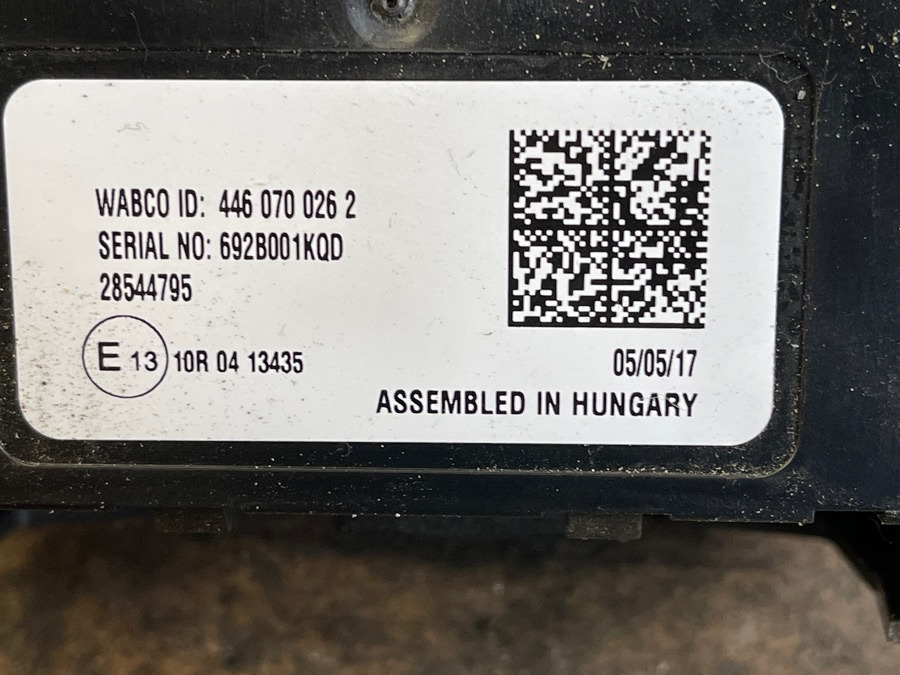 WABCO ID: 446 070 026 2
SERIAL NO: 692B001KQD
28544795
E 13 10R 04 13435
05/05/17
ASSEMBLED IN HUNGARY